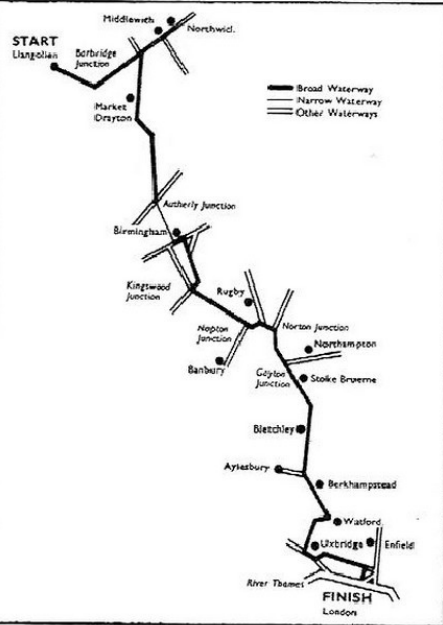 Middlewich
Northwich
START
Llangollen
Barbridge
Junction
Market
Drayton
Broad Waterway
Narrow Waterway
Other Waterways
Autherly Junction
Birmingham
Kingswood
Junction
Rugby
Napton
Junction
Norton Junction
Northampton
Banbury
Gayton
Junction
Stoke Bruerne
Bletchley
Aylesbury
Berkhampstead
Watford
Uxbridge
Enfield
River Thames
FINISH
London